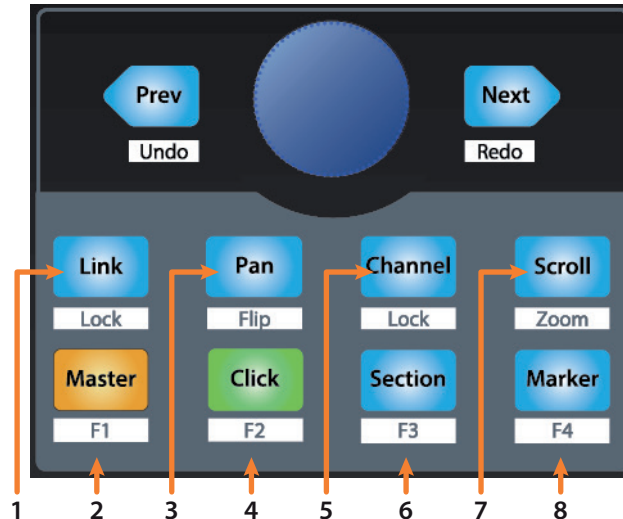 Prev Next
Undo Redo
Link Pan Channel Scroll
Lock Flip Lock Zoom
Master Click Section Marker
F1 F2 F3 F4
1 2 3 4 5 6 7 8